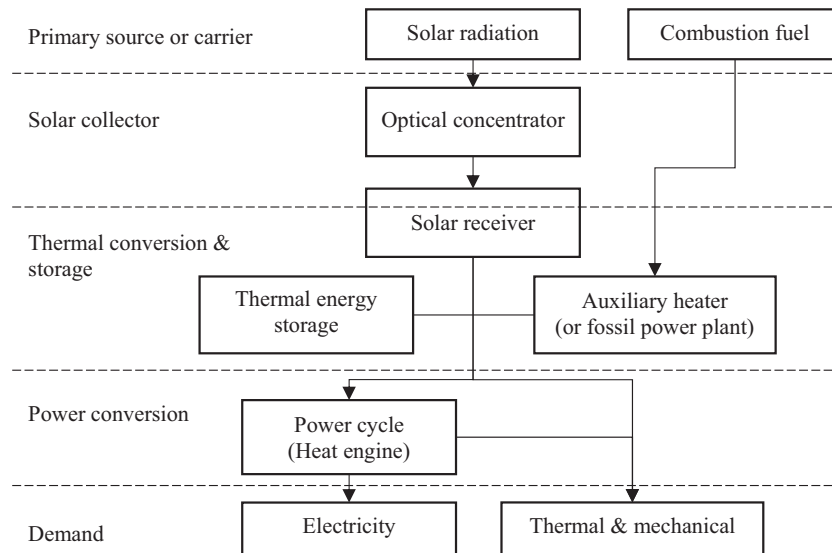 Primary source or carrier
Solar radiation
Combustion fuel
Solar collector
Optical concentrator
Solar receiver
Thermal conversion &
storage
Thermal energy
storage
Auxiliary heater
(or fossil power plant)
Power conversion
Power cycle
(Heat engine)
Demand
Electricity
Thermal & mechanical